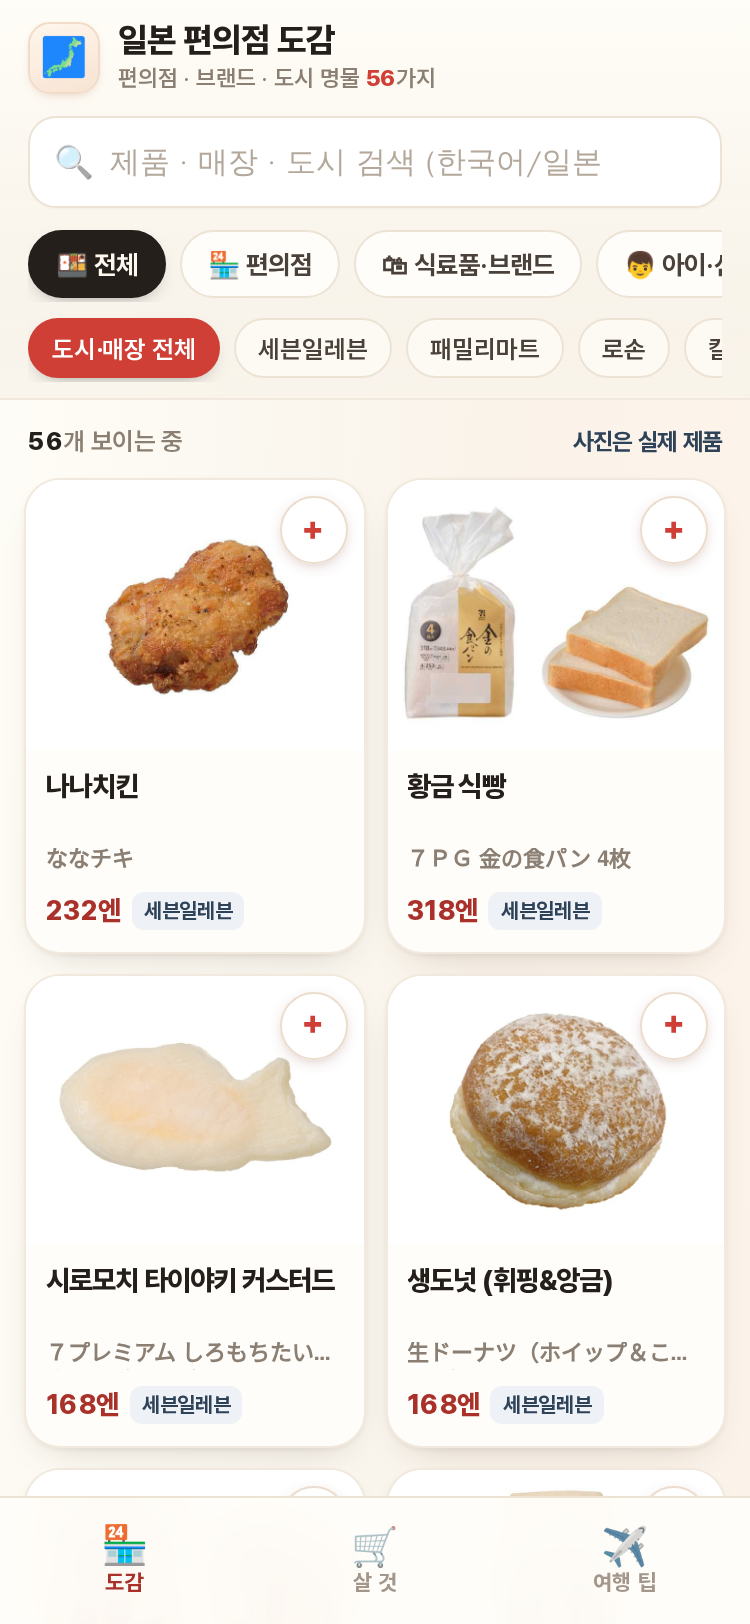 일본 편의점 도감
편의점 · 브랜드 · 도시 명물 56가지
제품 · 매장 · 도시 검색 (한국어/일본
전체
24 편의점
식료품·브랜드
아이·
도시·매장 전체
세븐일레븐
패밀리마트
로손
56개 보이는 중
사진은 실제 제품
+
+
4
金の食パン
나나치킨
황금 식빵
ななチキ
７ＰＧ 金の食パン 4枚
232엔 세븐일레븐
318엔 세븐일레븐
+
+
시로모치 타이야키 커스터드
생도넛 (휘핑&앙금)
７プレミアム しろもちたい...
生ドーナツ（ホイップ＆こ...
168엔 세븐일레븐
168엔 세븐일레븐
24
도감
살 것
여행 팁